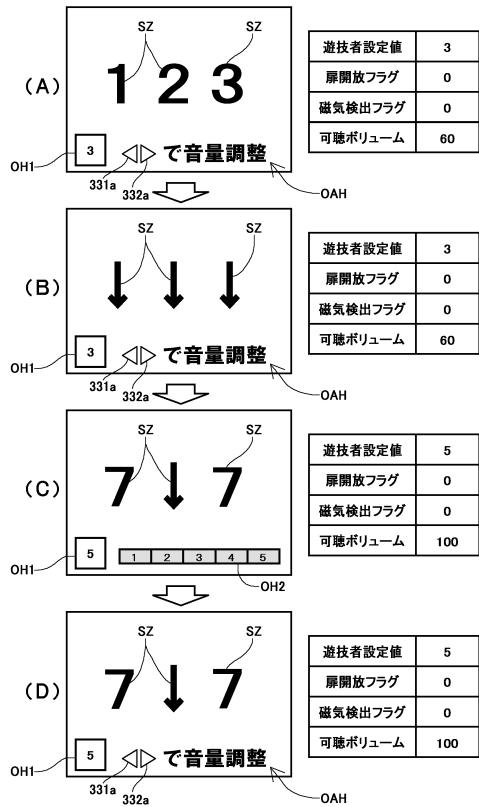 (A)
SZ SZ
1 2 3
OH1 3 331a 332a で音量調整 OAH
遊技者設定値 3
扉開放フラグ 0
磁気検出フラグ 0
可聴ボリューム 60
(B)
SZ SZ
↓ ↓ ↓
OH1 3 331a 332a で音量調整 OAH
遊技者設定値 3
扉開放フラグ 0
磁気検出フラグ 0
可聴ボリューム 60
(C)
SZ SZ
7 ↓ 7
OH1 5 1 2 3 4 5
OH2
遊技者設定値 5
扉開放フラグ 0
磁気検出フラグ 0
可聴ボリューム 100
(D)
SZ SZ
7 ↓ 7
OH1 5 331a 332a で音量調整 OAH
遊技者設定値 5
扉開放フラグ 0
磁気検出フラグ 0
可聴ボリューム 100